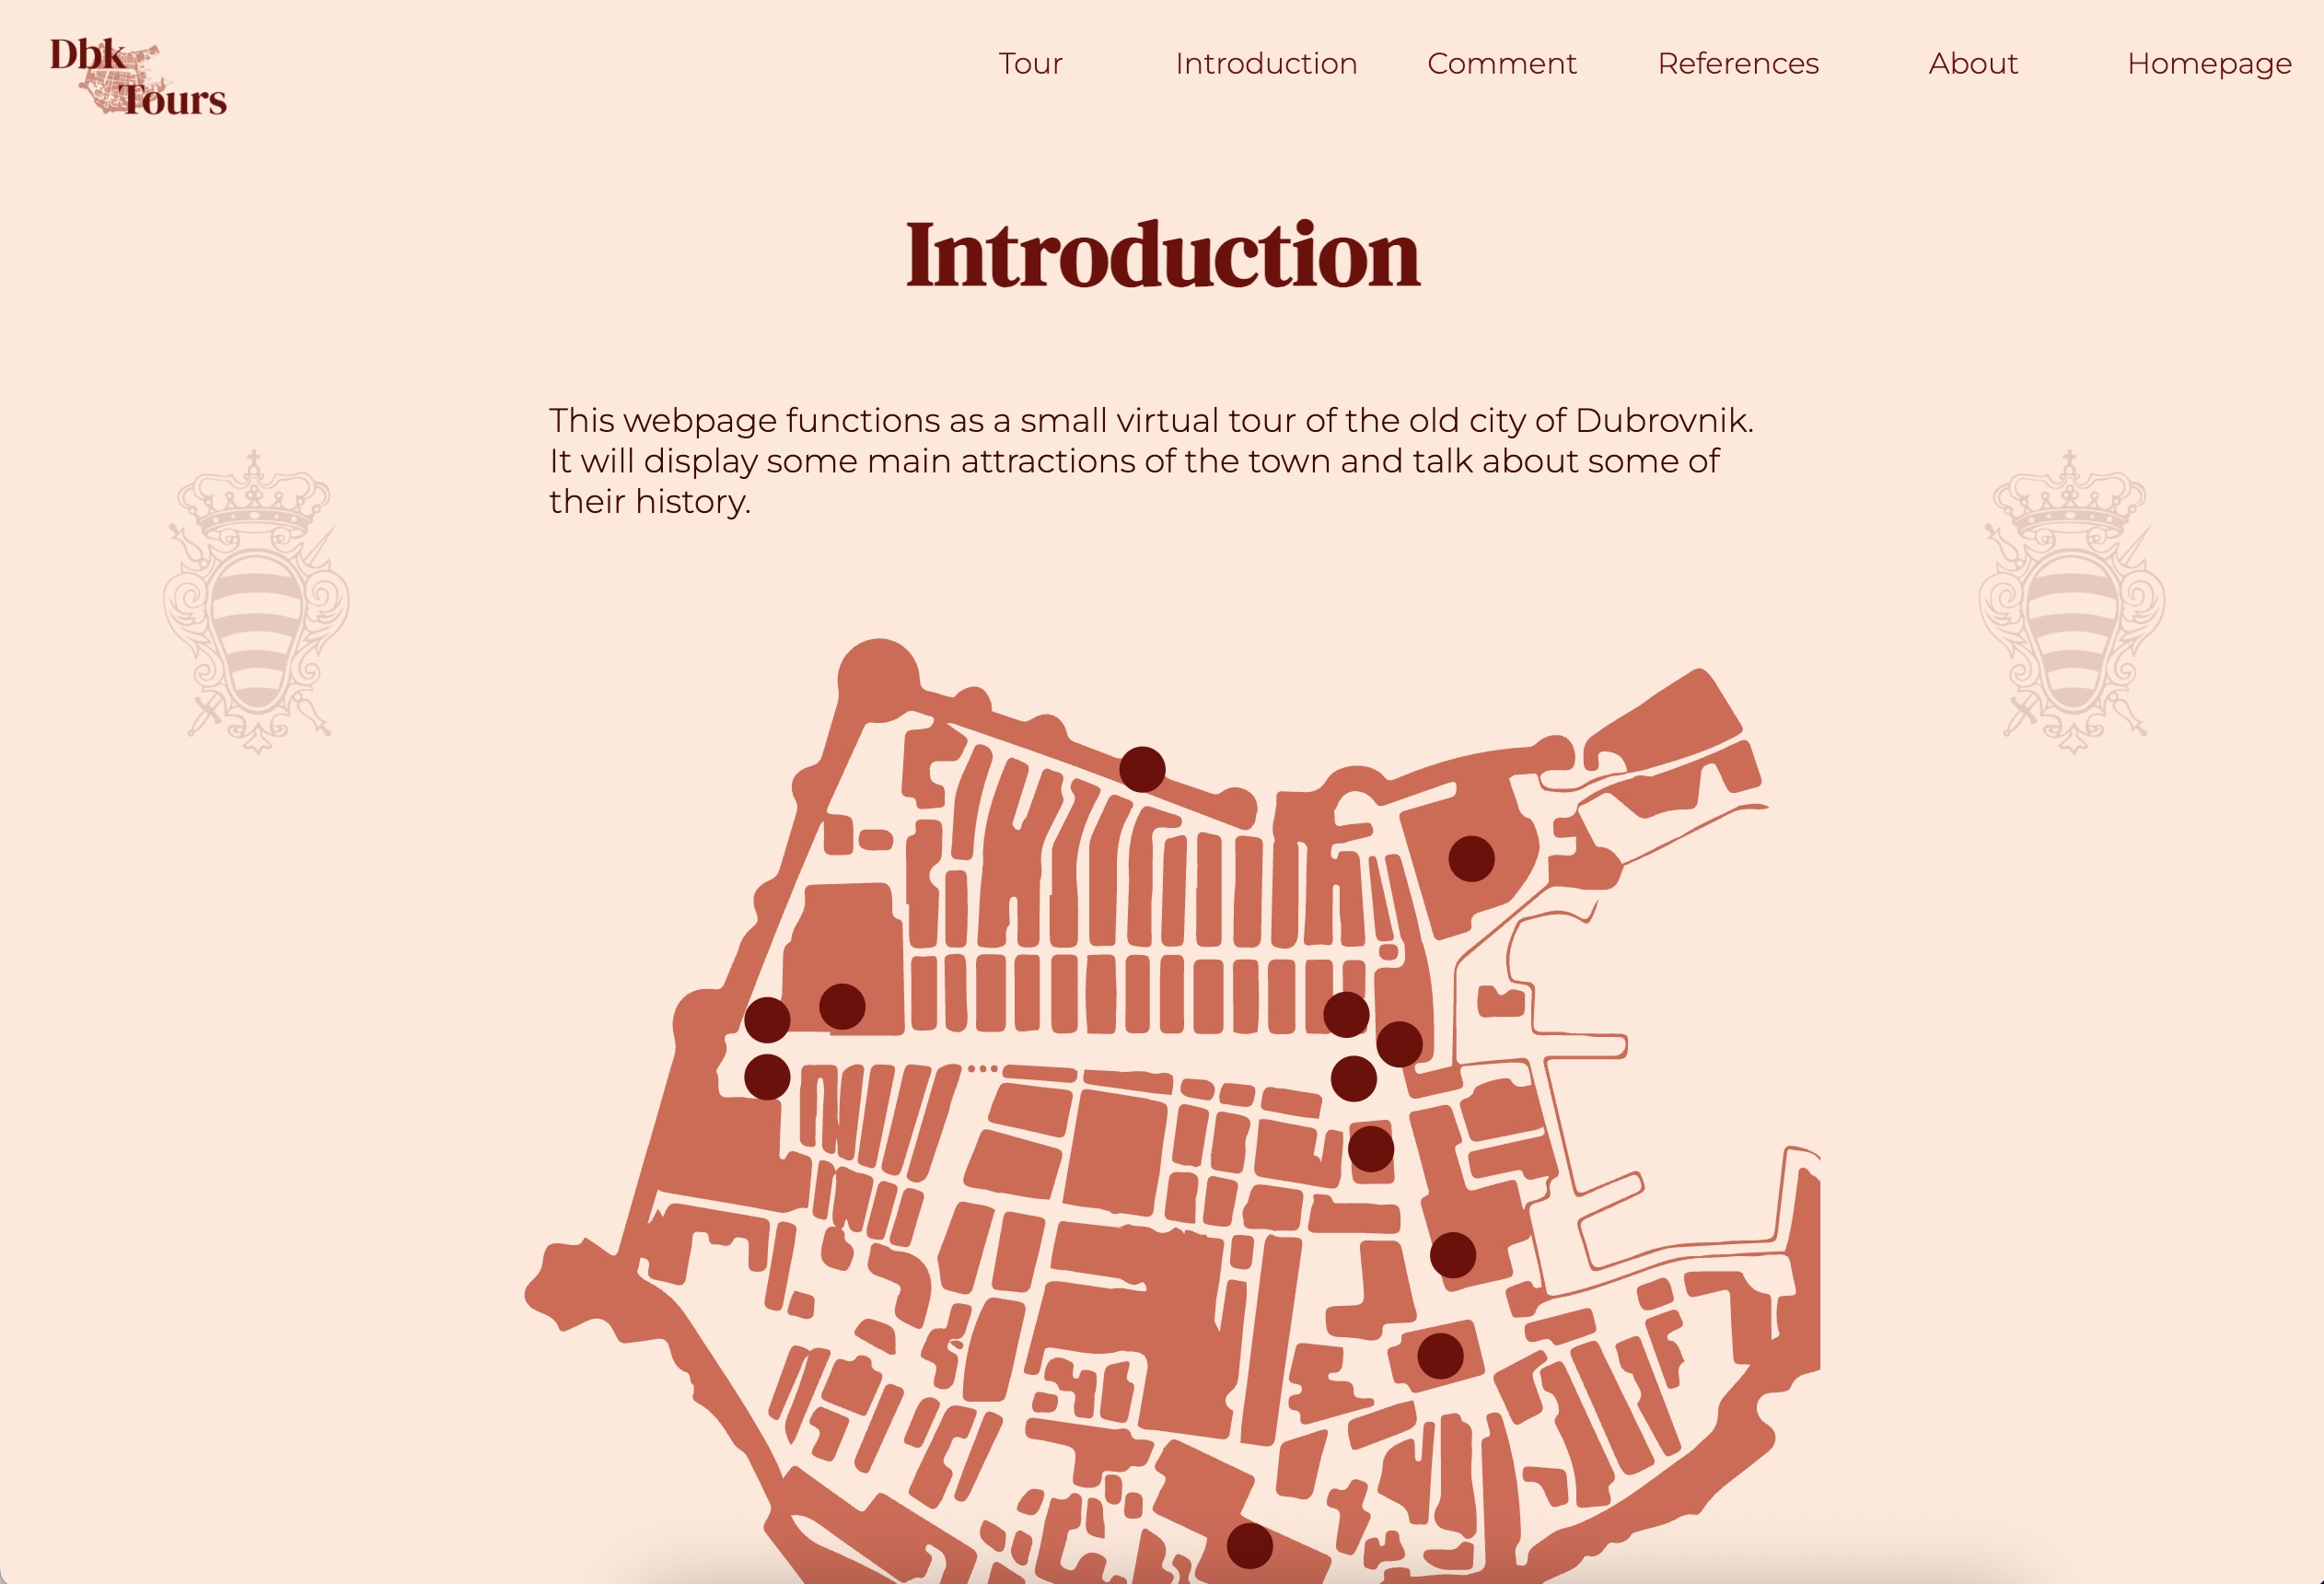 Dbk
Tours
Tour Introduction Comment References About Homepage
Introduction
This webpage functions as a small virtual tour of the old city of Dubrovnik.
It will display some main attractions of the town and talk about some of
their history.